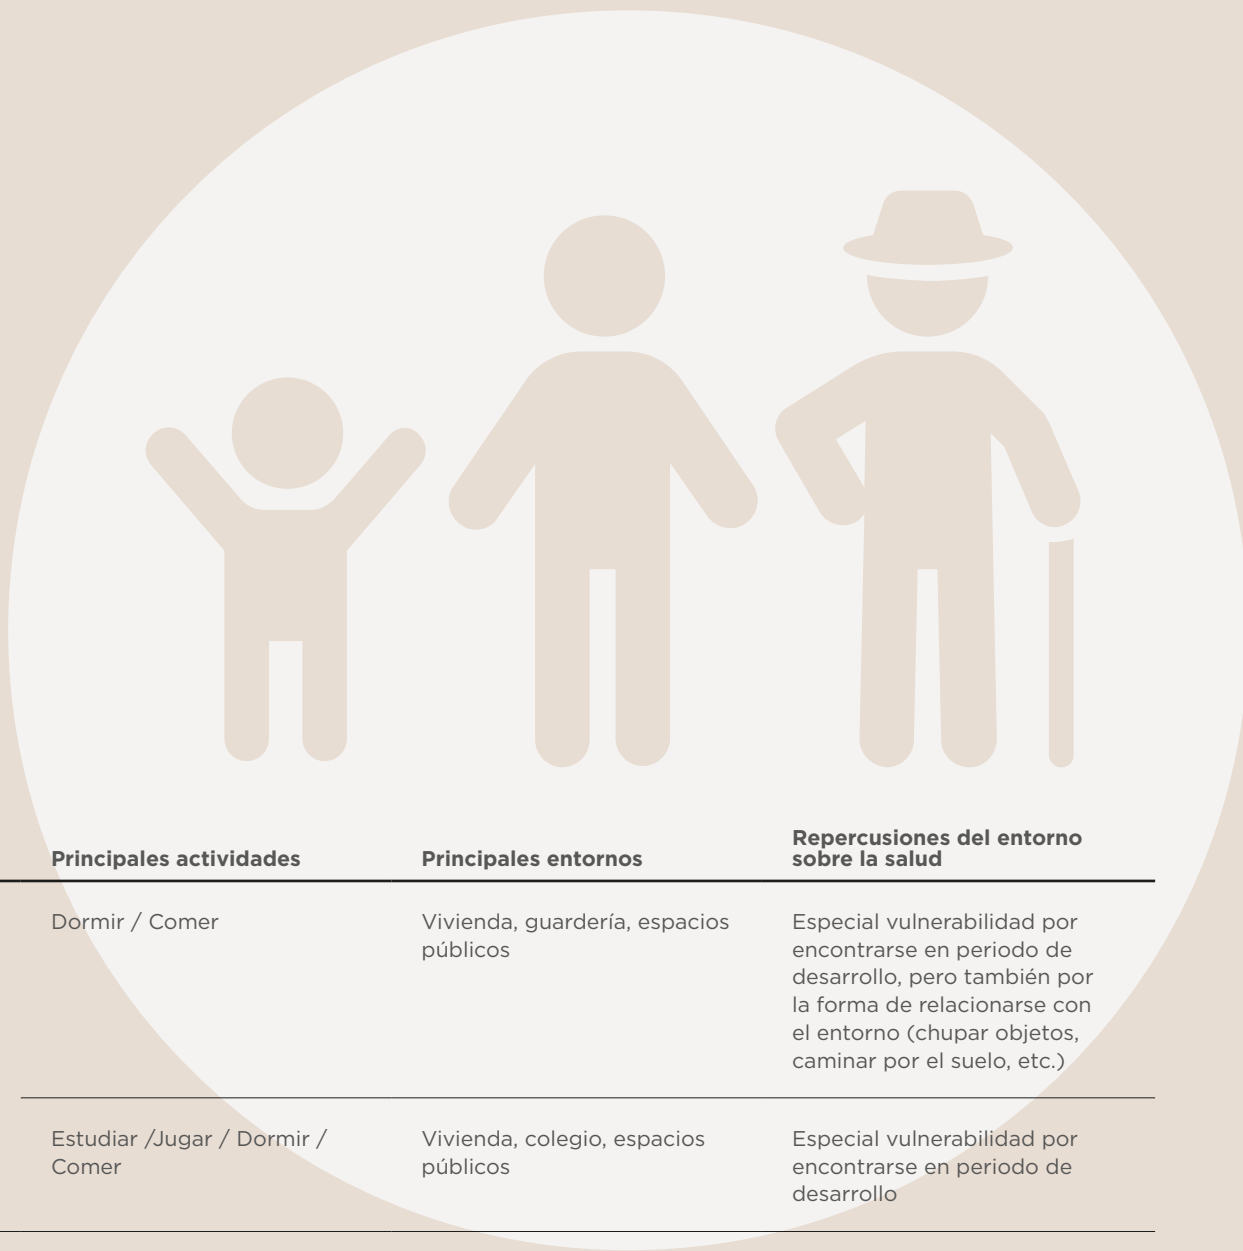 Principales actividades
Principales entornos
Repercusiones del entorno
sobre la salud
Dormir / Comer
Vivienda, guardería, espacios
públicos
Especial vulnerabilidad por
encontrarse en periodo de
desarrollo, pero también por
la forma de relacionarse con
el entorno (chupar objetos,
caminar por el suelo, etc.)
Estudiar /Jugar / Dormir /
Comer
Vivienda, colegio, espacios
públicos
Especial vulnerabilidad por
encontrarse en periodo de
desarrollo